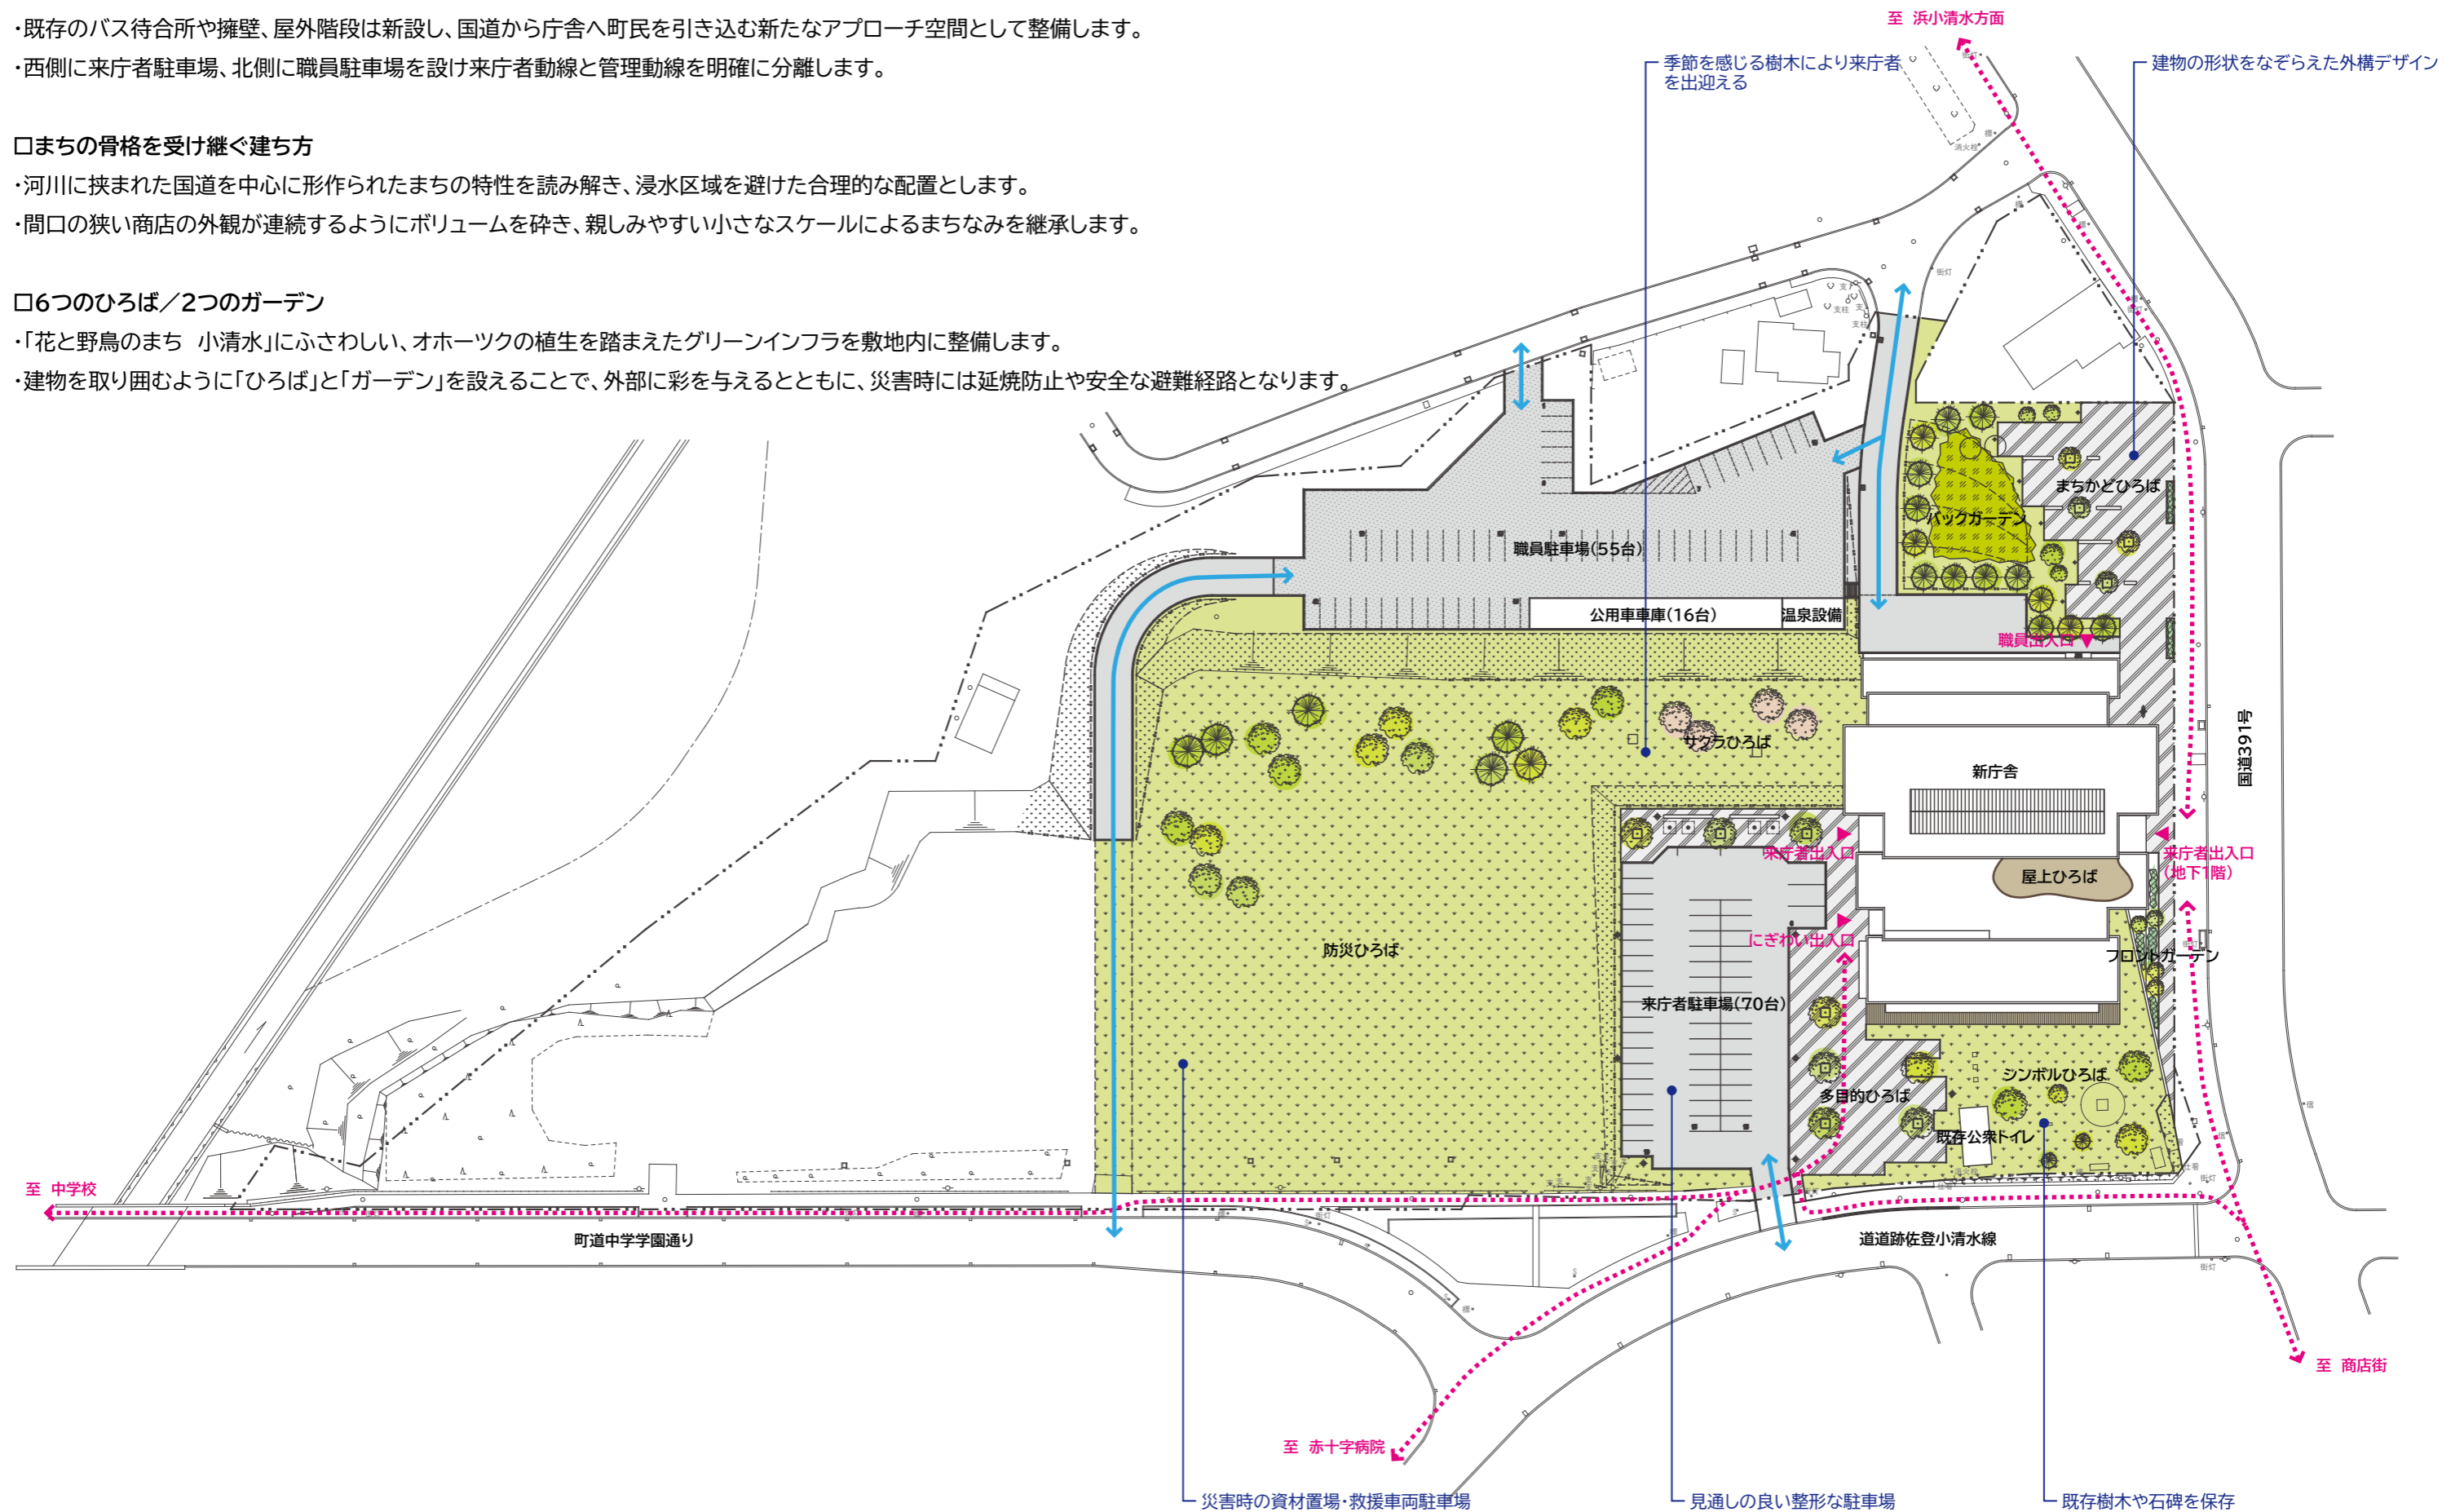 ・既存のバス待合所や擁壁、屋外階段は新設し、国道から庁舎へ町民を引き込む新たなアプローチ空間として整備します。
・西側に来庁者駐車場、北側に職員駐車場を設け来庁者動線と管理動線を明確に分離します。
□まちの骨格を受け継ぐ建ち方
・河川に挟まれた国道を中心に形作られたまちの特性を読み解き、浸水区域を避けた合理的な配置とします。
・間口の狭い商店の外観が連続するようにボリュームを砕き、親しみやすい小さなスケールによるまちなみを継承します。
□6つのひろば／2つのガーデン
・「花と野鳥のまち　小清水」にふさわしい、オホーツクの植生を踏まえたグリーンインフラを敷地内に整備します。
・建物を取り囲むように「ひろば」と「ガーデン」を設えることで、外部に彩を与えるとともに、災害時には延焼防止や安全な避難経路となります。
至　浜小清水方面
季節を感じる樹木により来庁者
を出迎える
建物の形状をなぞらえた外構デザイン
消火栓
街灯
まちかどひろば
バックガーデン
職員駐車場(55台)
公用車車庫(16台)
温泉設備
職員出入口
サクラひろば
新庁舎
国道391号
来庁者出入口
来庁者出入口
(地下1階)
屋上ひろば
にぎわい出入口
防災ひろば
フロントガーデン
来庁者駐車場(70台)
シンボルひろば
多目的ひろば
既存公衆トイレ
至　中学校
町道中学学園通り
道道跡佐登小清水線
街灯
街灯
至　商店街
至　赤十字病院
災害時の資材置場・救援車両駐車場
見通しの良い整形な駐車場
既存樹木や石碑を保存